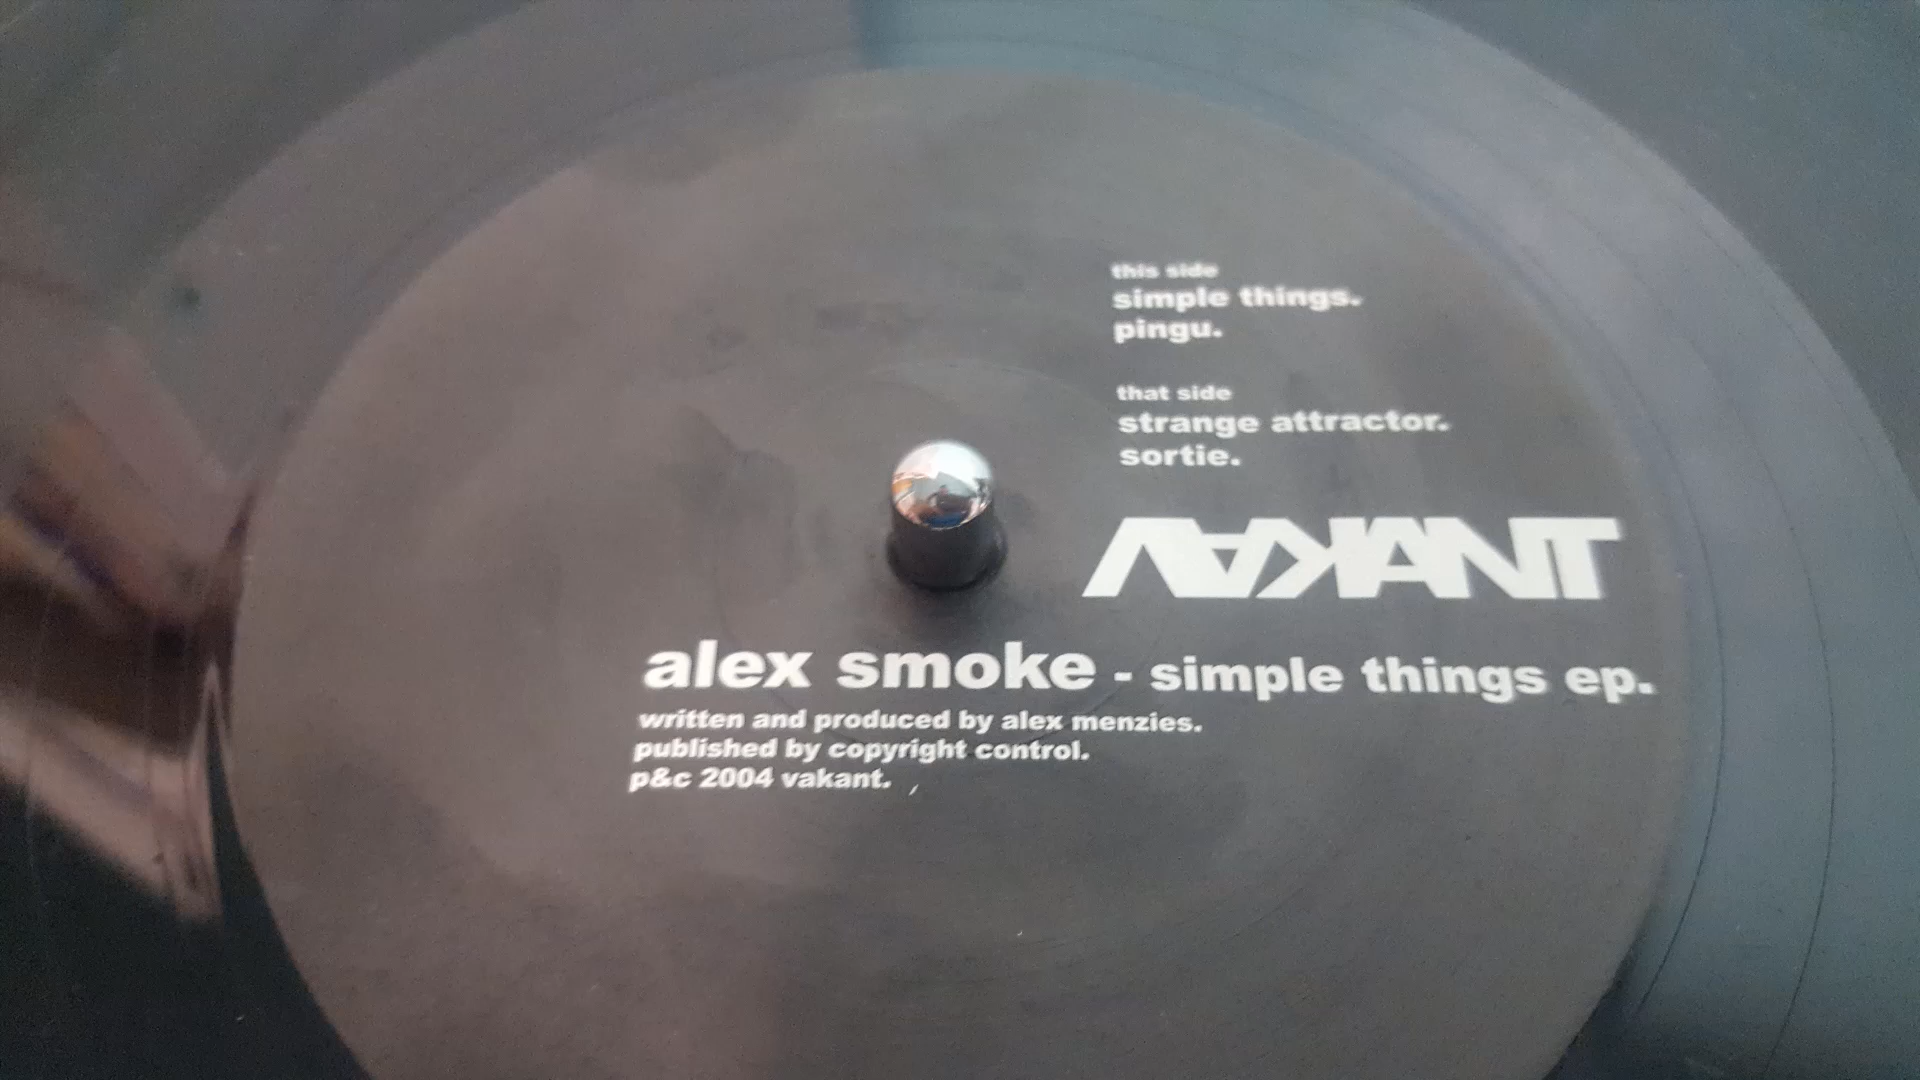 this side
simple things.
pingu.
that side
strange attractor.
sortie.
VAKANT
alex smoke - simple things ep.
written and produced by alex menzies.
published by copyright control.
p&c 2004 vakant.